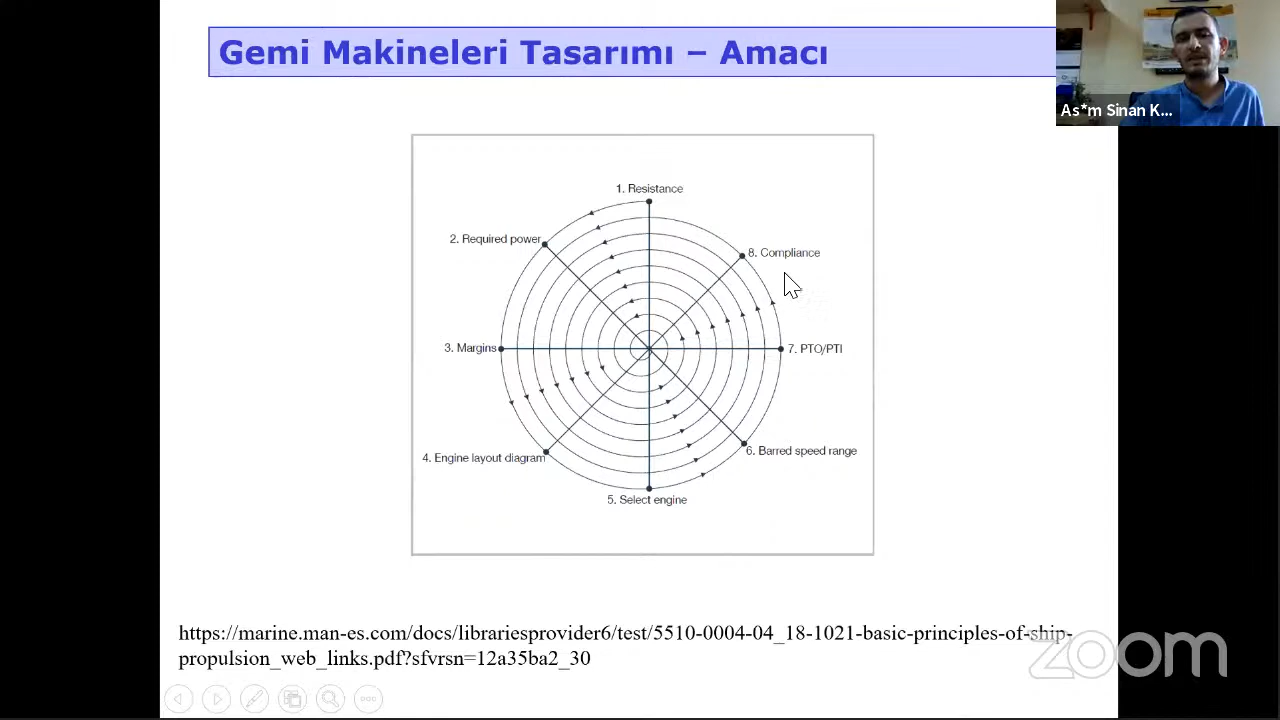 Gemi Makineleri Tasarımı – Amacı
As*m Sinan K...
1. Resistance
2. Required power
8. Compliance
3. Margins
7. PTO/PTI
4. Engine layout diagram
6. Barred speed range
5. Select engine
https://marine.man-es.com/docs/librariesprovider6/test/5510-0004-04_18-1021-basic-principles-of-ship-
propulsion_web_links.pdf?sfvrsn=12a35ba2_30
zoom